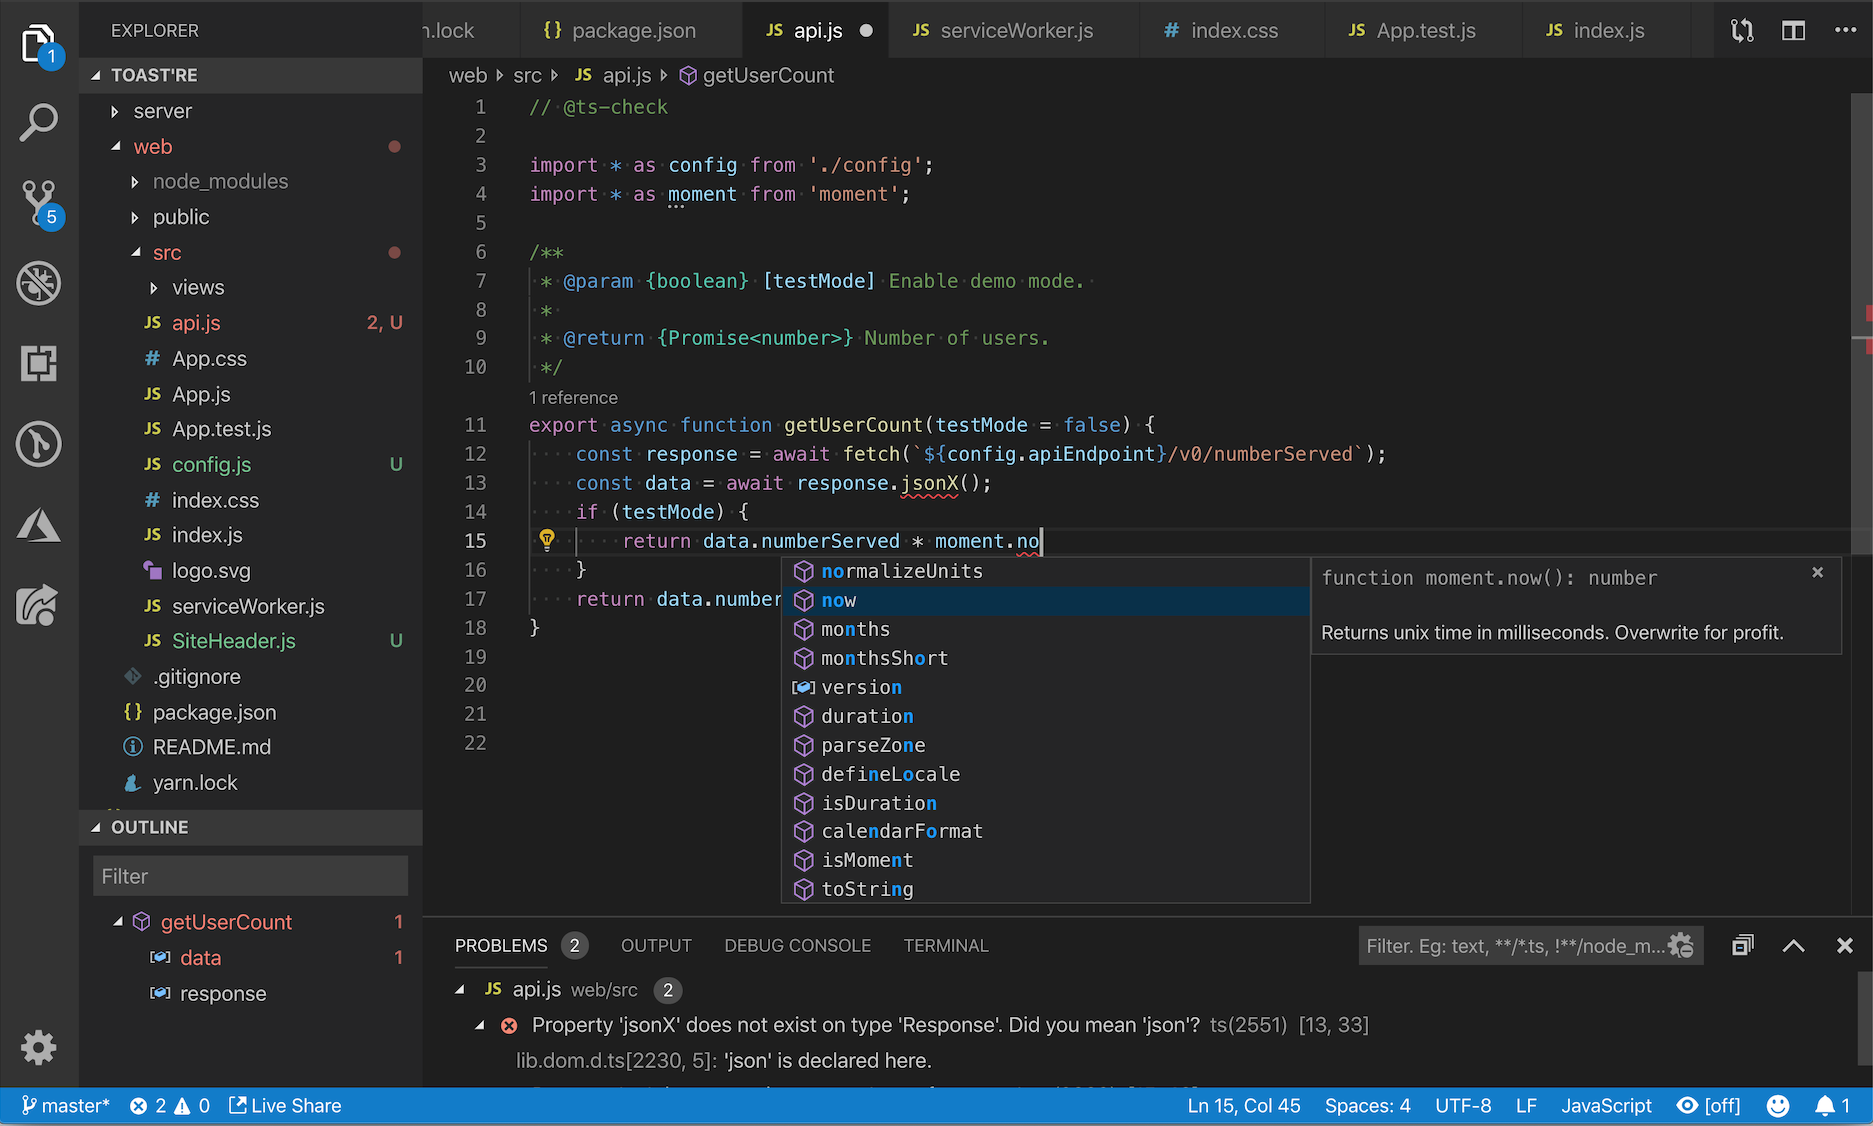 EXPLORER
TOAST'RE
server
web
node_modules
public
src
views
JS api.js 2, U
# App.css
JS App.js
JS App.test.js
JS config.js U
# index.css
JS index.js
logo.svg
JS serviceWorker.js
JS SiteHeader.js U
.gitignore
{} package.json
README.md
yarn.lock
OUTLINE
Filter
getUserCount 1
data 1
response
1
5
n.lock
{} package.json
JS api.js
JS serviceWorker.js
# index.css
JS App.test.js
JS index.js
web src JS api.js getUserCount
1 // @ts-check
2
3 import * as config from './config';
4 import * as moment from 'moment';
5
6 /**
7 * @param {boolean} [testMode] Enable demo mode.
8 *
9 * @return {Promise<number>} Number of users.
10 */
1 reference
11 export async function getUserCount(testMode = false) {
12 const response = await fetch(`${config.apiEndpoint}/v0/numberServed`);
13 const data = await response.jsonX();
14 if (testMode) {
15 return data.numberServed * moment.no
16 }
17 return data.number
18 }
19
20
21
22
normalizeUnits
now
months
monthsShort
version
duration
parseZone
defineLocale
isDuration
calendarFormat
isMoment
toString
function moment.now(): number
Returns unix time in milliseconds. Overwrite for profit.
PROBLEMS 2 OUTPUT DEBUG CONSOLE TERMINAL
Filter. Eg: text, **/*.ts, !**/node_m...
JS api.js web/src 2
Property 'jsonX' does not exist on type 'Response'. Did you mean 'json'? ts(2551) [13, 33]
lib.dom.d.ts[2230, 5]: 'json' is declared here.
master* 2 0 Live Share
Ln 15, Col 45 Spaces: 4 UTF-8 LF JavaScript [off] 1